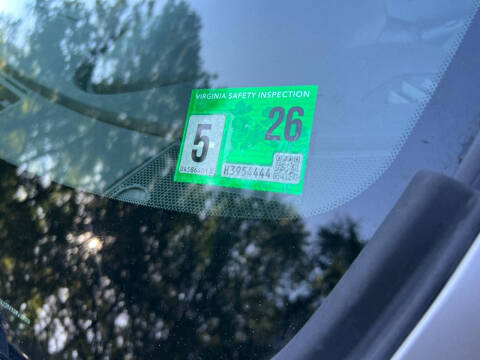 VIRGINIA SAFETY INSPECTION
5 26
H3954444